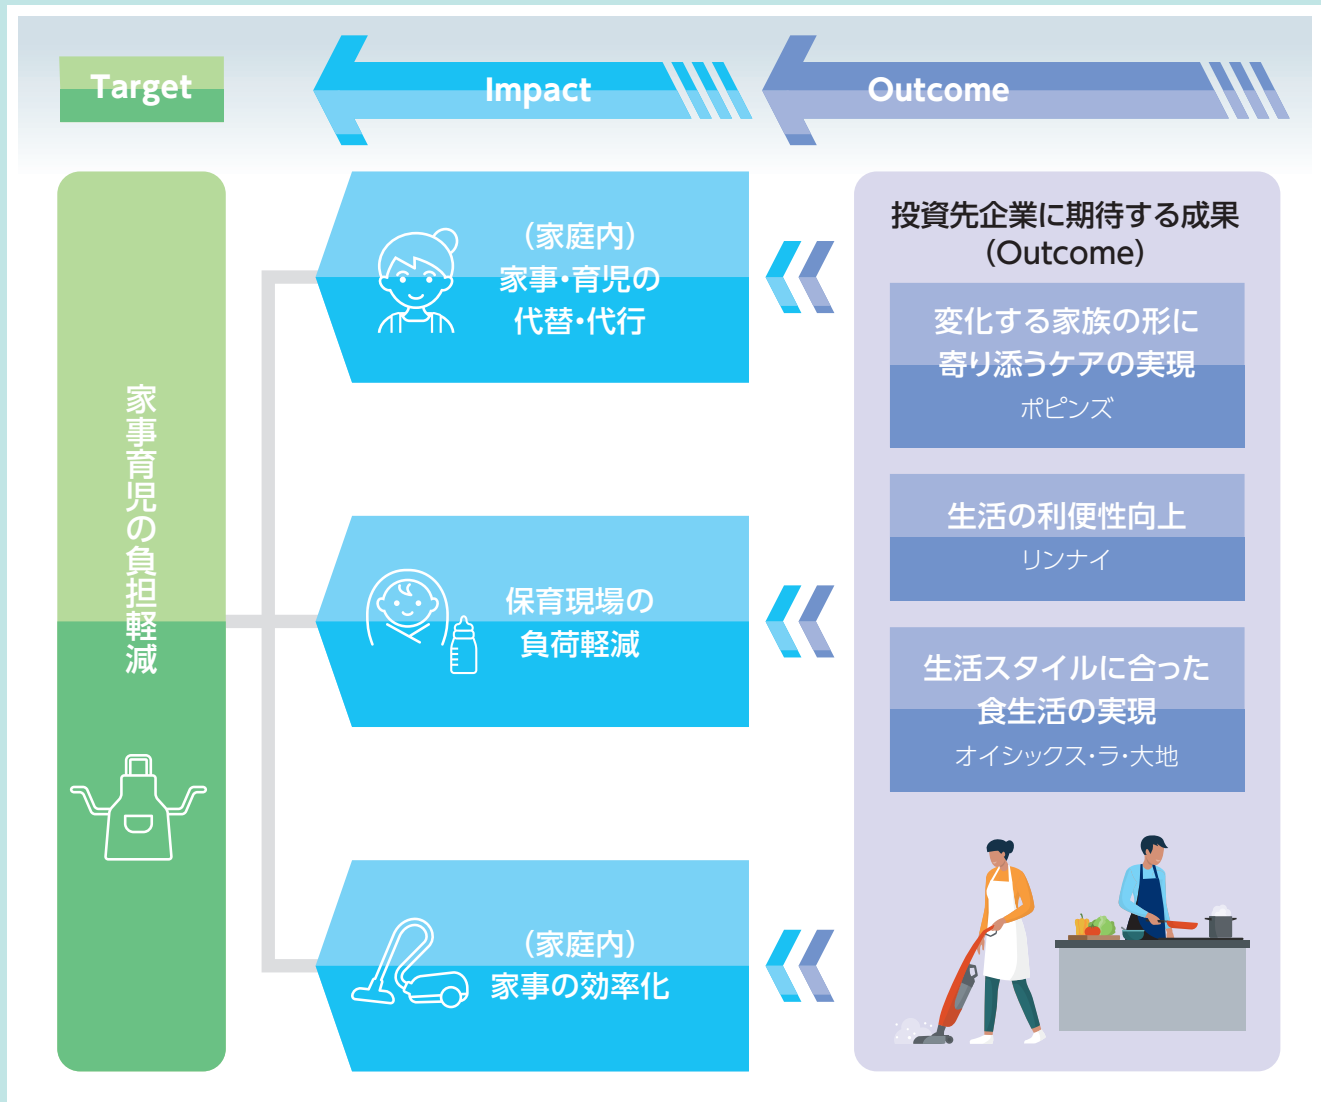 Target
Impact
Outcome
家事育児の負担軽減
（家庭内）
家事・育児の
代替・代行
保育現場の
負荷軽減
（家庭内）
家事の効率化
投資先企業に期待する成果
（Outcome）
変化する家族の形に
寄り添うケアの実現
ポピンズ
生活の利便性向上
リンナイ
生活スタイルに合った
食生活の実現
オイシックス・ラ・大地